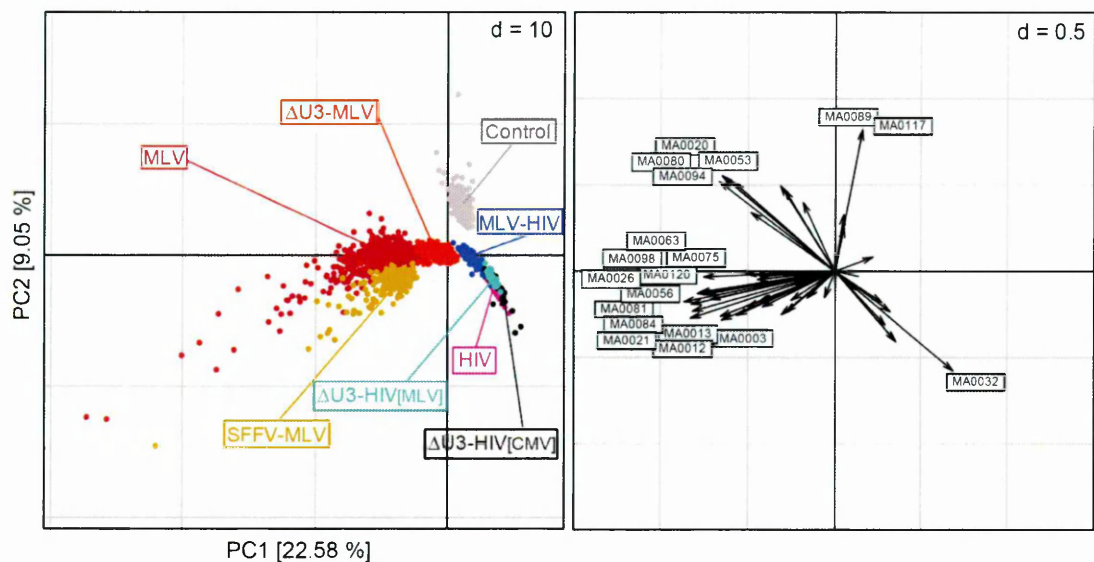 d = 10
ΔU3-MLV
Control
MLV
MLV-HIV
PC2 [9.05 %]
HIV
ΔU3-HIV[MLV]
SFFV-MLV
ΔU3-HIV[CMV]
PC1 [22.58 %]
d = 0.5
MA0089
MA0117
MA0020
MA0080
MA0053
MA0094
MA0063
MA0098
MA0075
MA0026
MA0120
MA0056
MA0081
MA0084
MA0013
MA0003
MA0021
MA0012
MA0032